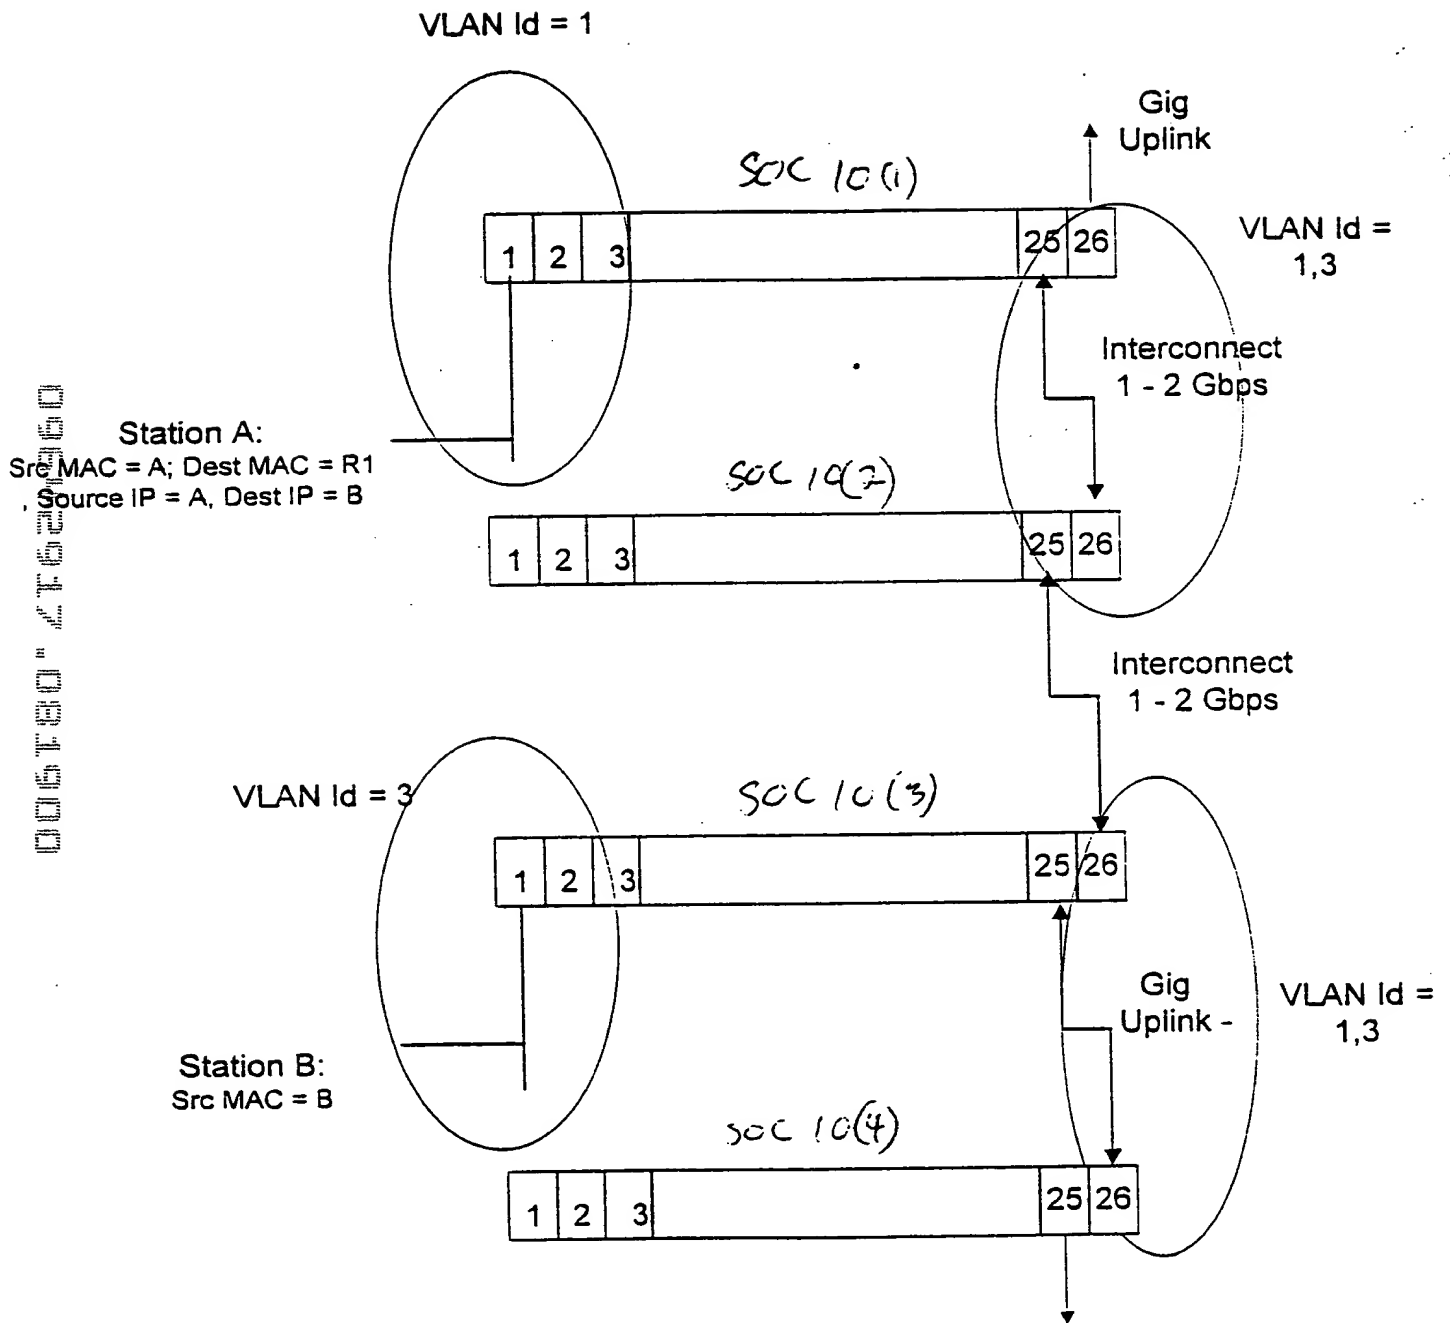 VLAN Id = 1
Gig
Uplink
SOC 10(1)
1 2 3 25 26
VLAN Id =
1,3
Interconnect
1 - 2 Gbps
Station A:
Src MAC = A; Dest MAC = R1
, Source IP = A, Dest IP = B
SOC 10(2)
1 2 3 25 26
Interconnect
1 - 2 Gbps
VLAN Id = 3
SOC 10(3)
1 2 3 25 26
Gig
Uplink -
VLAN Id =
1,3
Station B:
Src MAC = B
SOC 10(4)
1 2 3 25 26